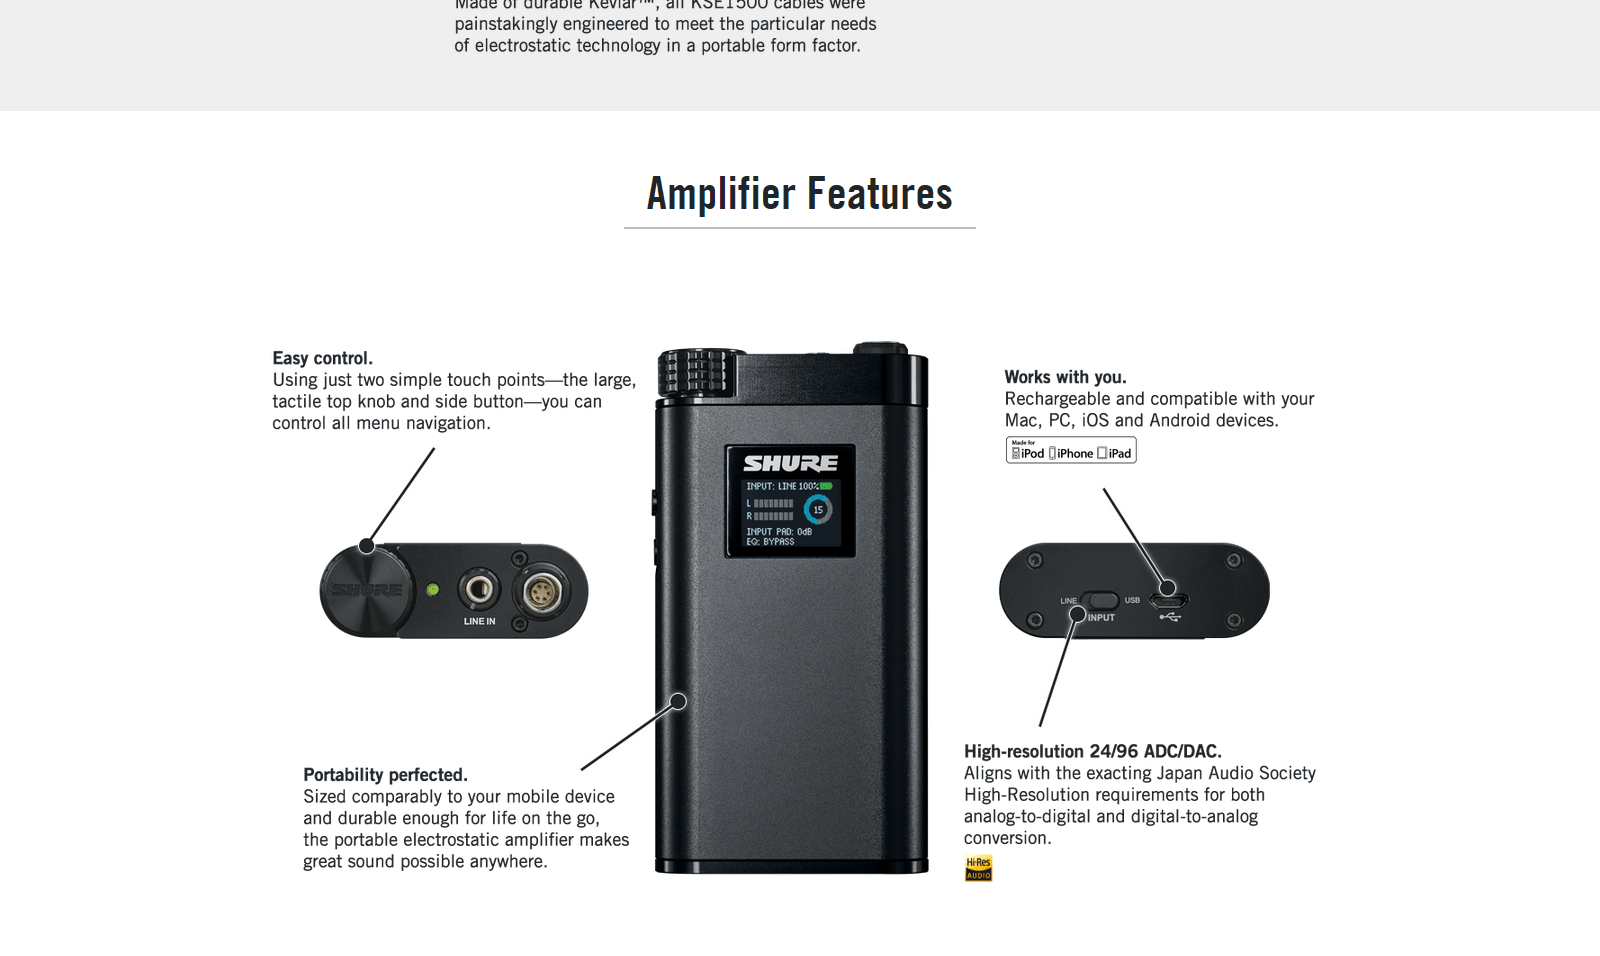 Made of durable Kevlar™, all KSE1500 cables were
painstakingly engineered to meet the particular needs
of electrostatic technology in a portable form factor.
Amplifier Features
Easy control.
Using just two simple touch points—the large,
tactile top knob and side button—you can
control all menu navigation.
SHURE
LINE IN
SHURE
INPUT: LINE 100%
L
R
15
INPUT PAD: 0dB
EQ: BYPASS
Works with you.
Rechargeable and compatible with your
Mac, PC, iOS and Android devices.
Made for
iPod iPhone iPad
LINE USB
INPUT
Portability perfected.
Sized comparably to your mobile device
and durable enough for life on the go,
the portable electrostatic amplifier makes
great sound possible anywhere.
High-resolution 24/96 ADC/DAC.
Aligns with the exacting Japan Audio Society
High-Resolution requirements for both
analog-to-digital and digital-to-analog
conversion.
Hi-Res
AUDIO